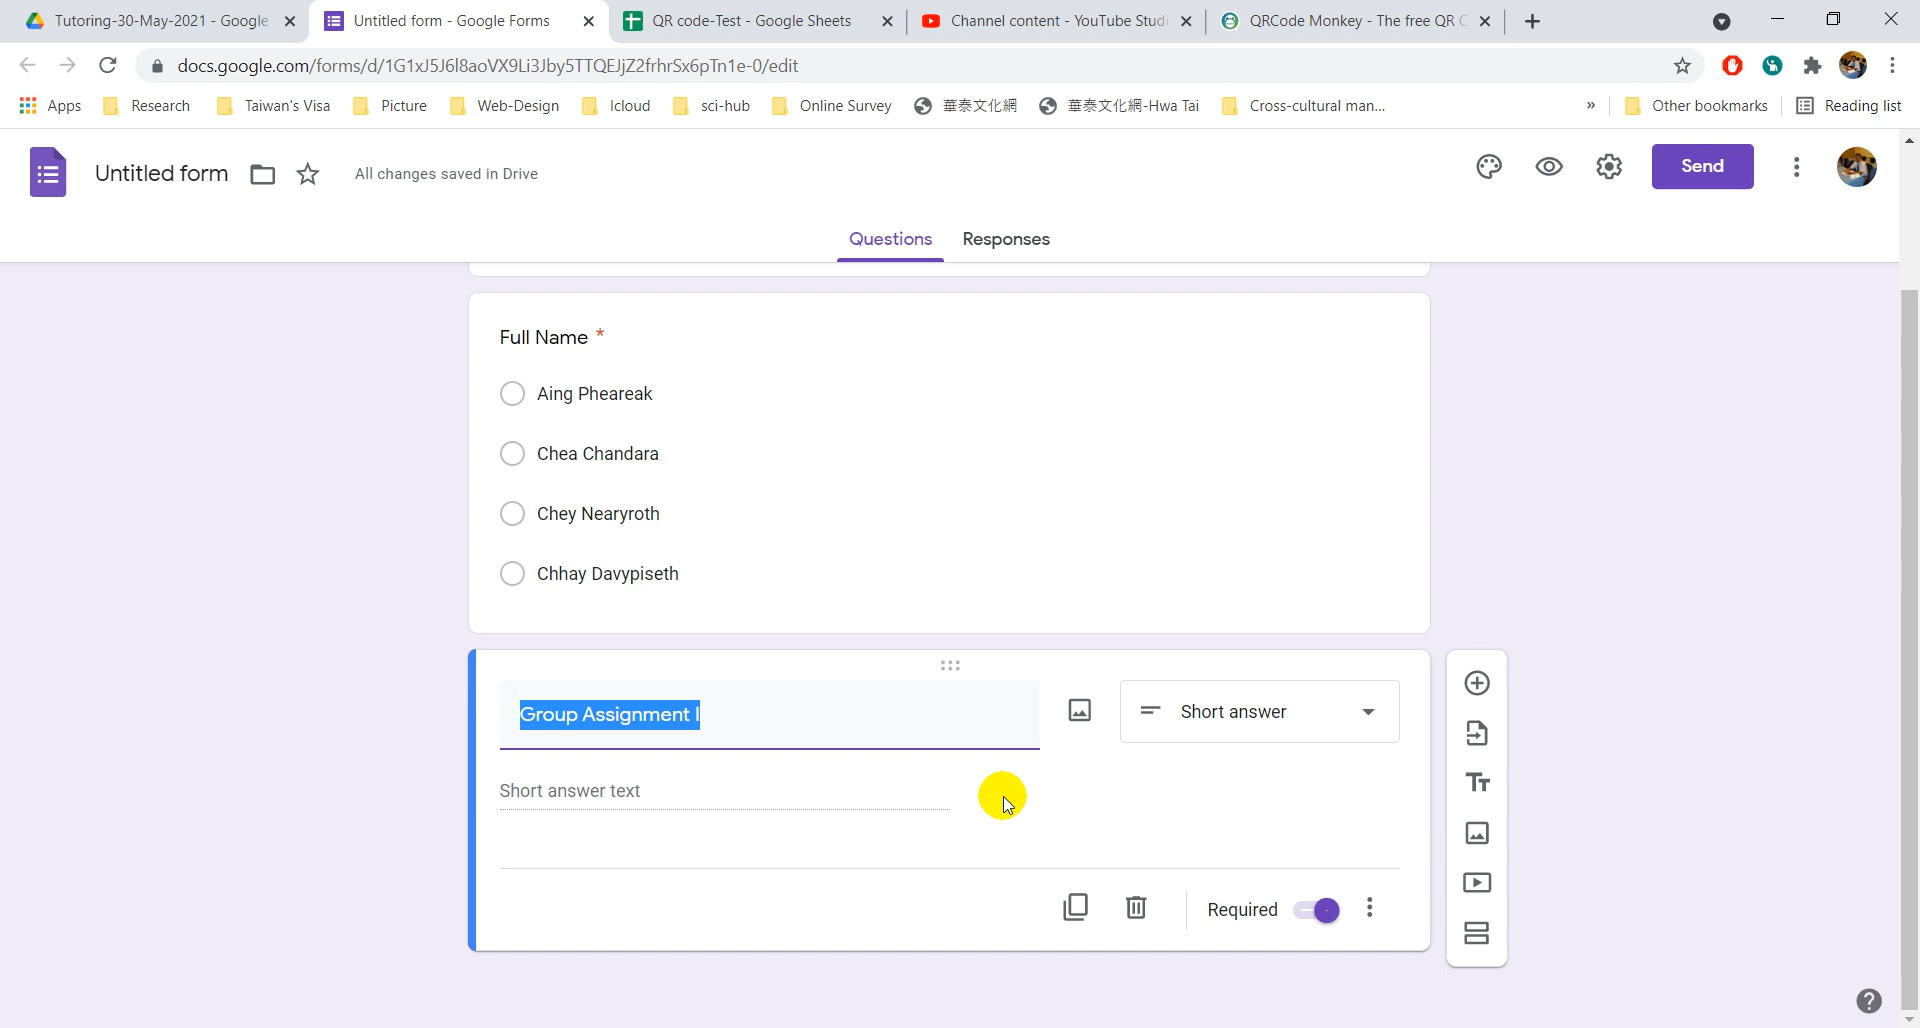 Tutoring-30-May-2021 - Google
Untitled form - Google Forms
QR code-Test - Google Sheets
Channel content - YouTube Studi
QRCode Monkey - The free QR C
docs.google.com/forms/d/1G1xJ5J6l8aoVX9Li3Jby5TTQEJjZ2frhrSx6pTn1e-0/edit
Apps
Research
Taiwan's Visa
Picture
Web-Design
Icloud
sci-hub
Online Survey
華泰文化網
華泰文化網-Hwa Tai
Cross-cultural man...
»
Other bookmarks
Reading list
Untitled form
All changes saved in Drive
Send
Questions
Responses
Full Name *
Aing Pheareak
Chea Chandara
Chey Nearyroth
Chhay Davypiseth
Group Assignment I
Short answer
Short answer text
Required